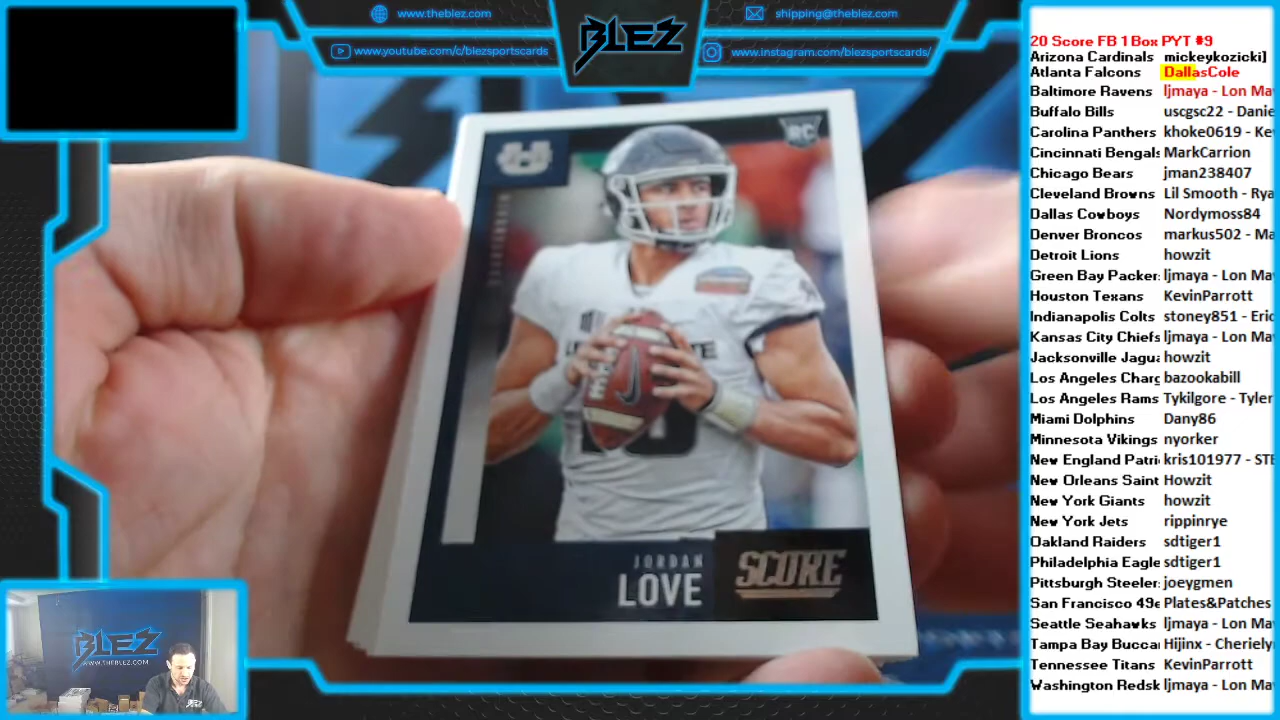 www.theblez.com
shipping@theblez.com
BLEZ
www.youtube.com/c/blezsportscards
www.instagram.com/blezsportscards/
20 Score FB 1 Box PYT #9
Arizona Cardinals mickeykozicki]
Atlanta Falcons DallasCole
Baltimore Ravens ljmaya - Lon Ma
Buffalo Bills uscgsc22 - Danie
Carolina Panthers khoke0619 - Ke
Cincinnati Bengals MarkCarrion
Chicago Bears jman238407
Cleveland Browns Lil Smooth - Rya
Dallas Cowboys Nordymoss84
Denver Broncos markus502 - Ma
Detroit Lions howzit
Green Bay Packer ljmaya - Lon Ma
Houston Texans KevinParrott
Indianapolis Colts stoney851 - Eric
Kansas City Chiefs ljmaya - Lon Ma
Jacksonville Jagua howzit
Los Angeles Charg bazookabill
Los Angeles Rams Tykilgore - Tyler
Miami Dolphins Dany86
Minnesota Vikings nyorker
New England Patri kris101977 - STE
New Orleans Saint Howzit
New York Giants howzit
New York Jets rippinrye
Oakland Raiders sdtiger1
Philadelphia Eagle sdtiger1
Pittsburgh Steeler joeygmen
San Francisco 49e Plates&Patches
Seattle Seahawks ljmaya - Lon Ma
Tampa Bay Bucca Hijinx - Cheriely
Tennessee Titans KevinParrott
Washington Redsk ljmaya - Lon Ma
RC
U
JORDAN
LOVE
SCORE
BLEZ
WWW.THEBLEZ.COM